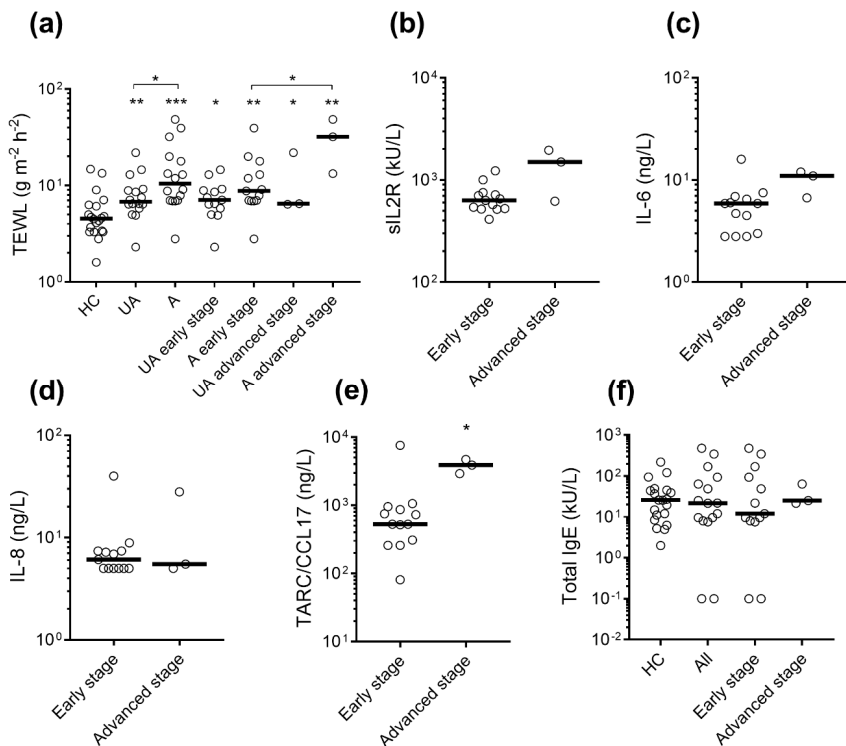 (a)
TEWL (g m⁻² h⁻²)
10²
10¹
10⁰
*
** *** * ** * **
*
HC
UA
A
UA early stage
A early stage
UA advanced stage
A advanced stage
(b)
sIL2R (kU/L)
10⁴
10³
10²
Early stage
Advanced stage
(c)
IL-6 (ng/L)
10²
10¹
10⁰
Early stage
Advanced stage
(d)
IL-8 (ng/L)
10²
10¹
10⁰
Early stage
Advanced stage
(e)
TARC/CCL17 (ng/L)
10⁴
10³
10²
10¹
*
Early stage
Advanced stage
(f)
Total IgE (kU/L)
10³
10²
10¹
10⁰
10⁻¹
10⁻²
HC
All
Early stage
Advanced stage